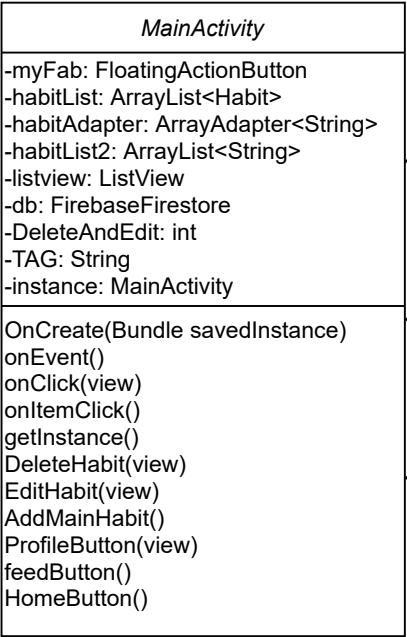 MainActivity
-myFab: FloatingActionButton
-habitList: ArrayList<Habit>
-habitAdapter: ArrayAdapter<String>
-habitList2: ArrayList<String>
-listview: ListView
-db: FirebaseFirestore
-DeleteAndEdit: int
-TAG: String
-instance: MainActivity
OnCreate(Bundle savedInstance)
onEvent()
onClick(view)
onItemClick()
getInstance()
DeleteHabit(view)
EditHabit(view)
AddMainHabit()
ProfileButton(view)
feedButton()
HomeButton()